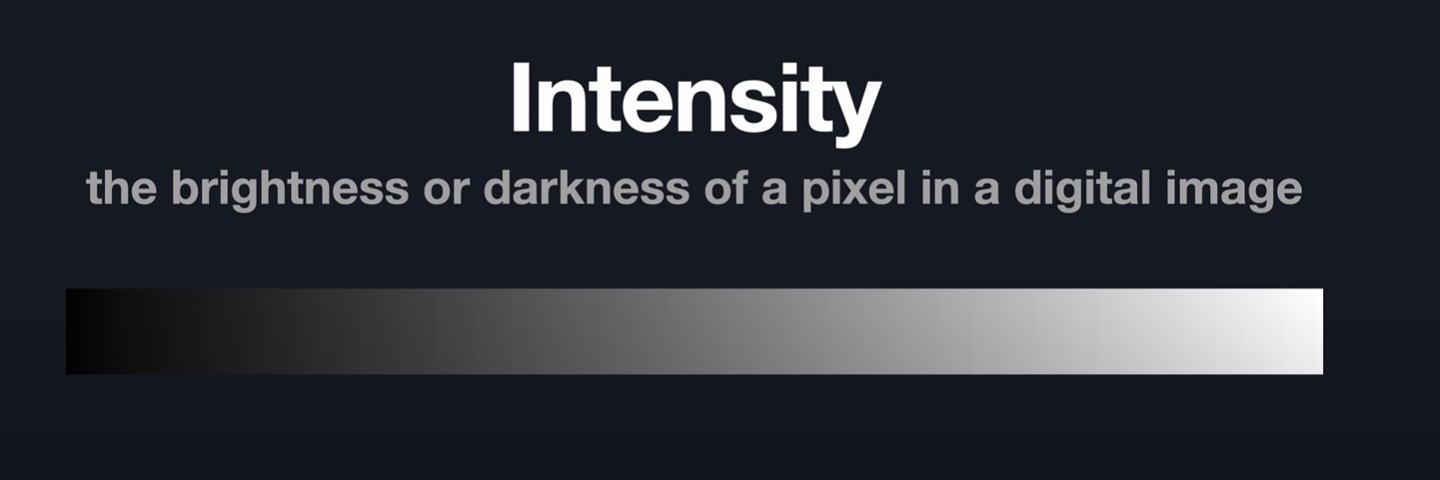 Intensity
the brightness or darkness of a pixel in a digital image